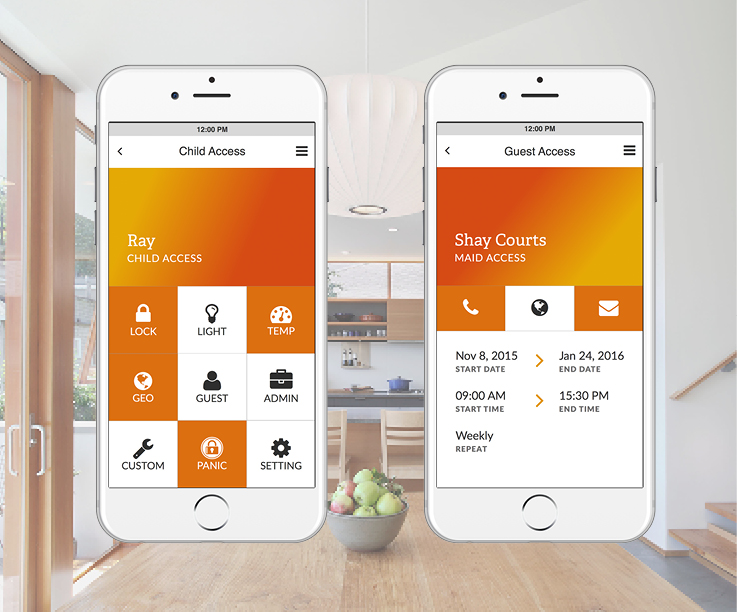 12:00 PM
Child Access
Ray
CHILD ACCESS
LOCK
LIGHT
TEMP
GEO
GUEST
ADMIN
CUSTOM
PANIC
SETTING
12:00 PM
Guest Access
Shay Courts
MAID ACCESS
Nov 8, 2015
START DATE
Jan 24, 2016
END DATE
09:00 AM
START TIME
15:30 PM
END TIME
Weekly
REPEAT